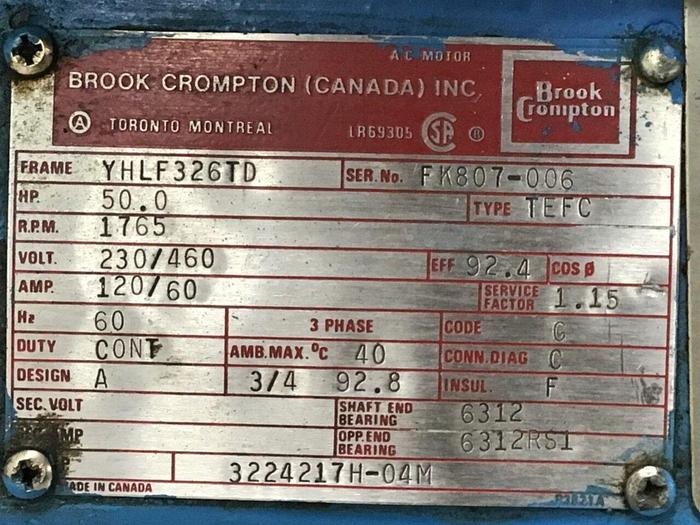 A.C. MOTOR
BROOK CROMPTON (CANADA) INC.
Brook Crompton
A TORONTO MONTREAL LR69305 SA ®
FRAME YHLF326TD SER. No. FK807-006
HP. 50.0 TYPE TEFC
R.P.M. 1765
VOLT. 230/460 EFF 92.4 COS ø
AMP. 120/60 SERVICE FACTOR 1.15
Hz 60 3 PHASE CODE G
DUTY CONT AMB.MAX. °C 40 CONN.DIAG C
DESIGN A 3/4 92.8 INSUL. F
SEC. VOLT SHAFT END BEARING 6312
OPP.END BEARING 6312RS1
3224217H-04M
MADE IN CANADA